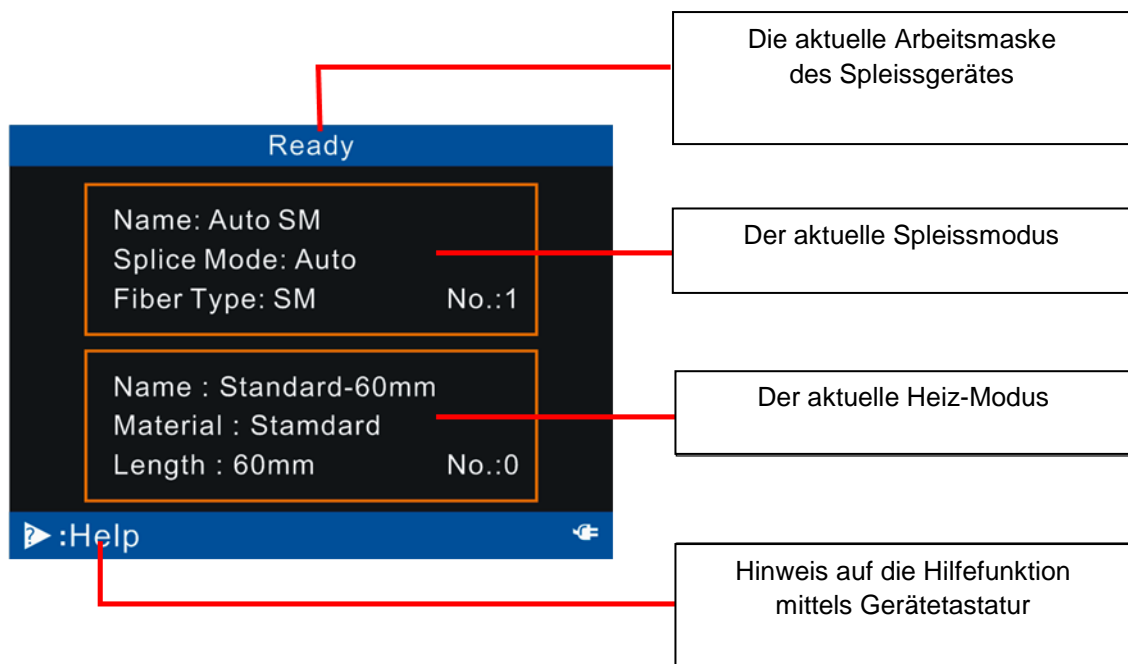 Die aktuelle Arbeitsmaske
des Spleissgerätes
Ready
Name: Auto SM
Splice Mode: Auto
Fiber Type: SM No.:1
Der aktuelle Spleissmodus
Name : Standard-60mm
Material : Stamdard
Length : 60mm No.:0
Der aktuelle Heiz-Modus
? :Help
Hinweis auf die Hilfefunktion
mittels Gerätetastatur